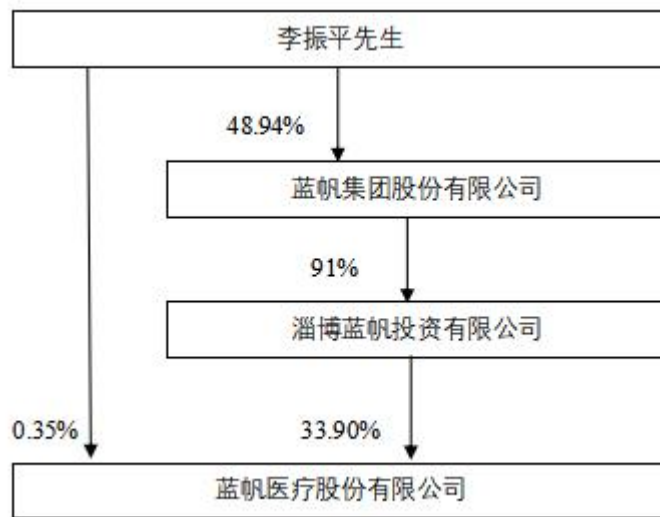 李振平先生
48.94%
蓝帆集团股份有限公司
91%
淄博蓝帆投资有限公司
0.35%
33.90%
蓝帆医疗股份有限公司